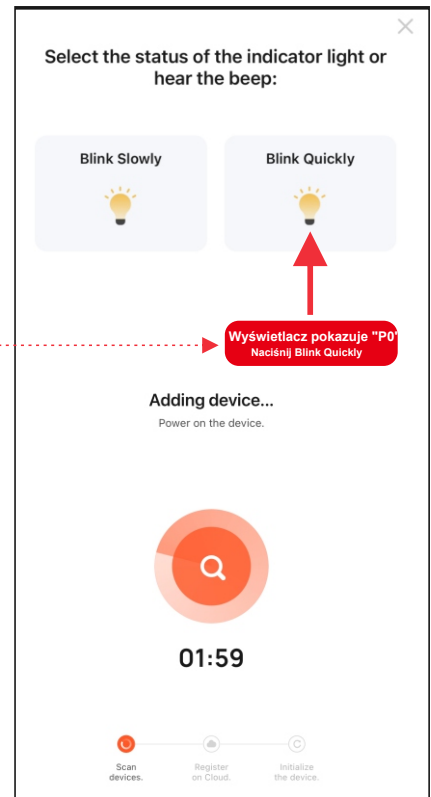 Select the status of the indicator light or
hear the beep:
Blink Slowly
Blink Quickly
Wyświetlacz pokazuje "P0"
Naciśnij Blink Quickly
Adding device...
Power on the device.
01:59
Scan
devices.
Register
on Cloud.
Initialize
the device.